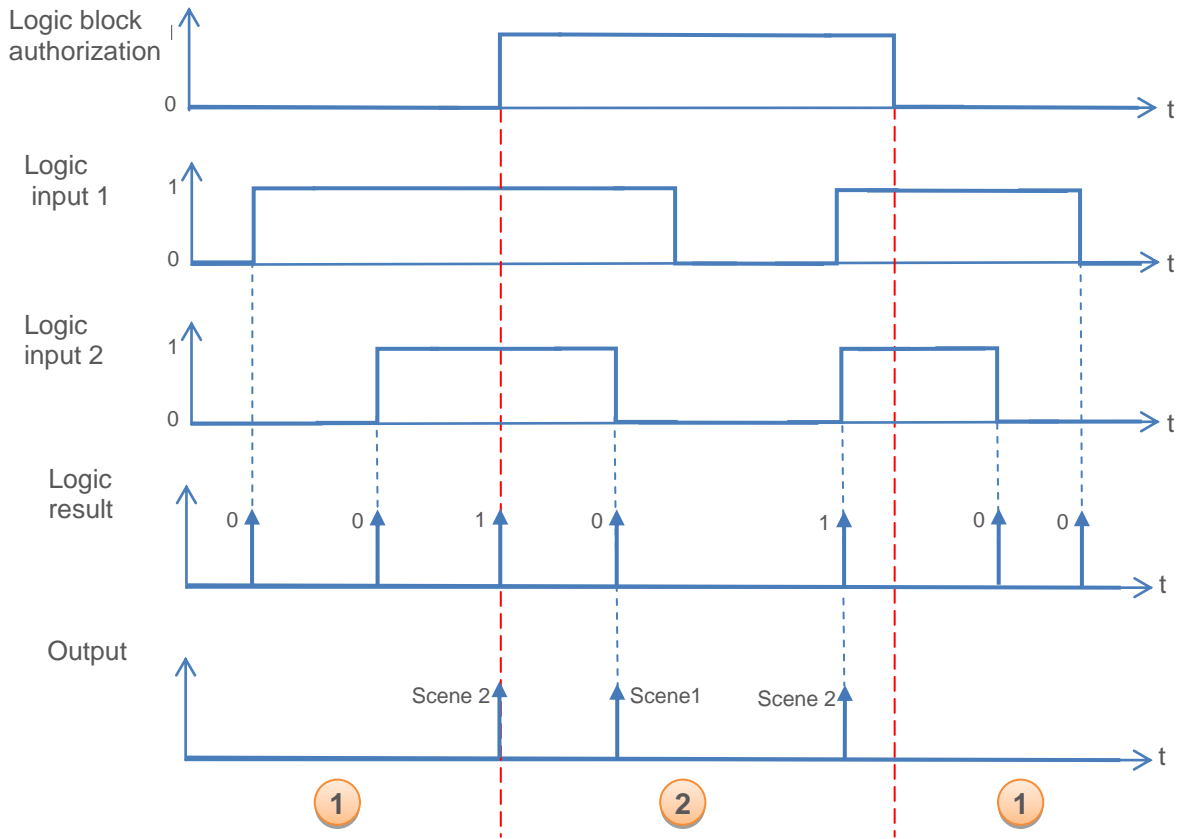 Logic block
authorization
1
0
t
Logic
input 1
1
0
t
Logic
input 2
1
0
t
Logic
result
0
0
1
0
1
0
0
t
Output
Scene 2
Scene1
Scene 2
t
1
2
1